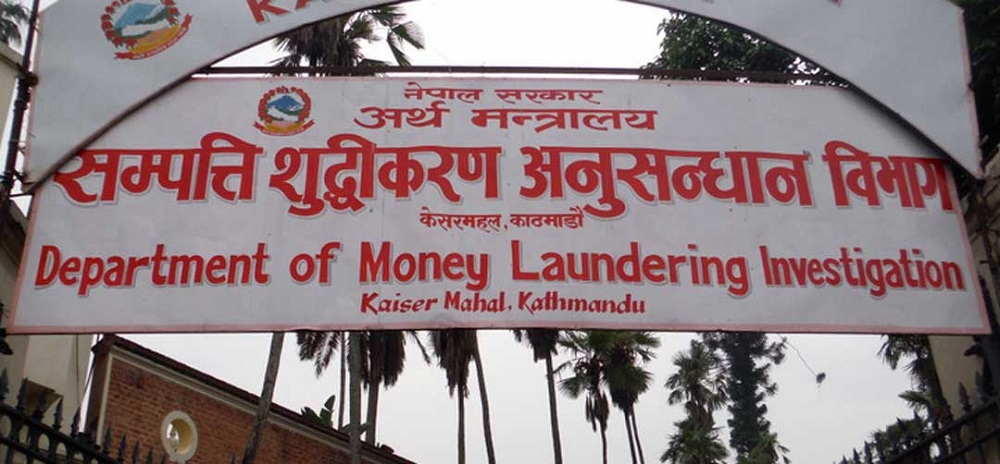 नेपाल सरकार
अर्थ मन्त्रालय
सम्पत्ति शुद्धीकरण अनुसन्धान विभाग
केसरमहल, काठमाडौं
Department of Money Laundering Investigation
Kaiser Mahal, Kathmandu